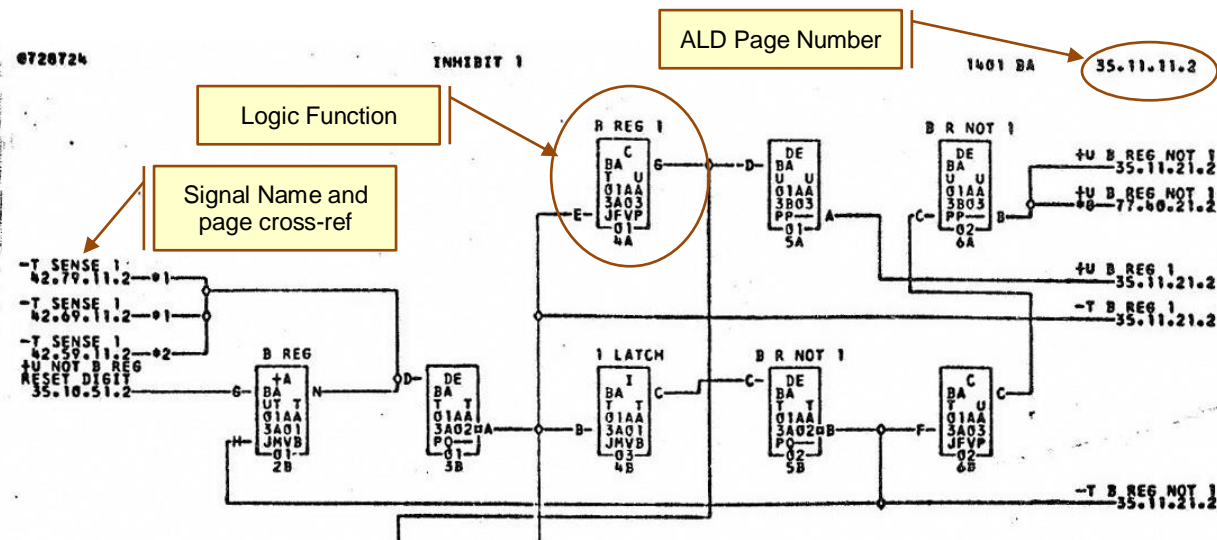 ALD Page Number
@728724
INHIBIT 1
1401 BA
35.11.11.2
Logic Function
Signal Name and
page cross-ref
B REG 1
C
BA
T U
01AA
3A03
JFVP
01
4A
G
E
D
DE
BA
U U
01AA
3B03
PP
01
5A
A
B R NOT 1
DE
BA
U U
01AA
3B03
PP
02
6A
C
B
+U B REG NOT 1
35.11.21.2
+U B REG NOT 1
77.40.21.2
+U B REG 1
35.11.21.2
-T B REG 1
35.11.21.2
-T SENSE 1
42.79.11.2 *1
-T SENSE 1
42.69.11.2 *1
-T SENSE 1
42.59.11.2 *2
+U NOT B REG
RESET DIGIT
35.10.51.2
B REG
+A
BA
UT T
01AA
3A01
JMVB
01
2B
G
N
H
D
DE
BA
T T
01AA
3A02
PQ
01
3B
A
1 LATCH
I
BA
T T
01AA
3A01
JMVB
03
4B
B
C
B R NOT 1
DE
BA
T T
01AA
3A02
PQ
02
5B
C
B
C
BA
T U
01AA
3A03
JFVP
02
6B
F
C
-T B REG NOT 1
35.11.21.2